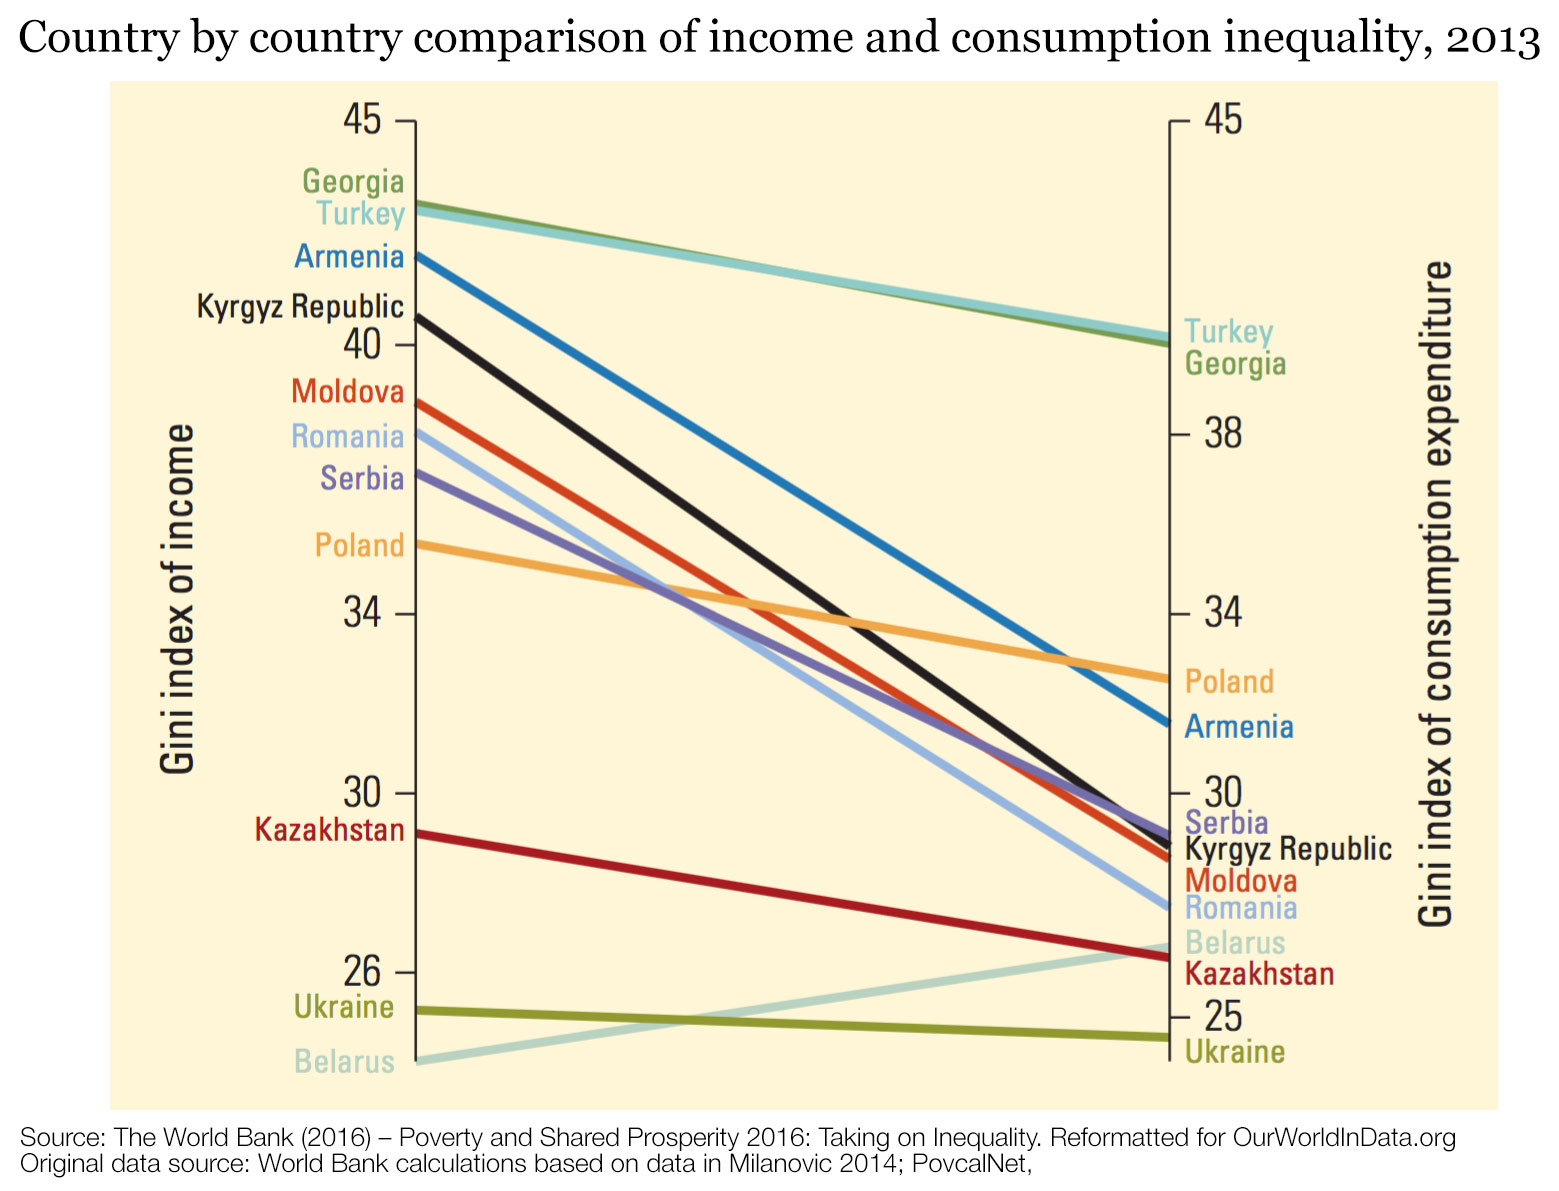 Country by country comparison of income and consumption inequality, 2013
Gini index of income
45
Georgia
Turkey
Armenia
Kyrgyz Republic
40
Moldova
Romania
Serbia
Poland
34
30
Kazakhstan
26
Ukraine
Belarus
45
Turkey
Georgia
38
34
Poland
Armenia
30
Serbia
Kyrgyz Republic
Moldova
Romania
Belarus
Kazakhstan
25
Ukraine
Gini index of consumption expenditure
Source: The World Bank (2016) – Poverty and Shared Prosperity 2016: Taking on Inequality. Reformatted for OurWorldInData.org
Original data source: World Bank calculations based on data in Milanovic 2014; PovcalNet,